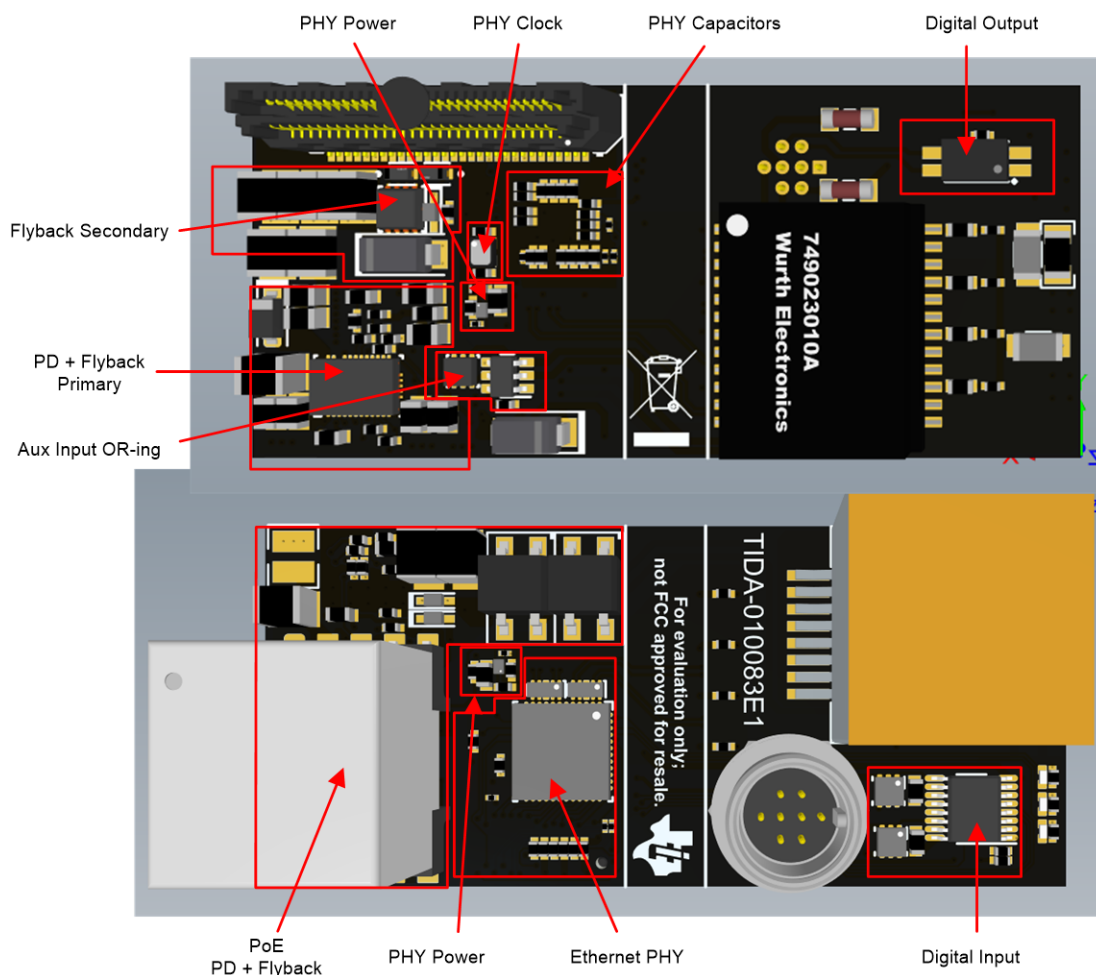 PHY Power
PHY Clock
PHY Capacitors
Digital Output
Flyback Secondary
PD + Flyback
Primary
Aux Input OR-ing
749023010A
Wurth Electronics
TIDA-010083E1
For evaluation only;
not FCC approved for resale.
PoE
PD + Flyback
PHY Power
Ethernet PHY
Digital Input